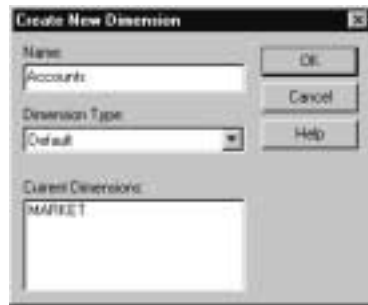 Create New Dimension
Name:
Accounts
OK
Cancel
Dimension Type:
Default
Help
Current Dimensions:
MARKET